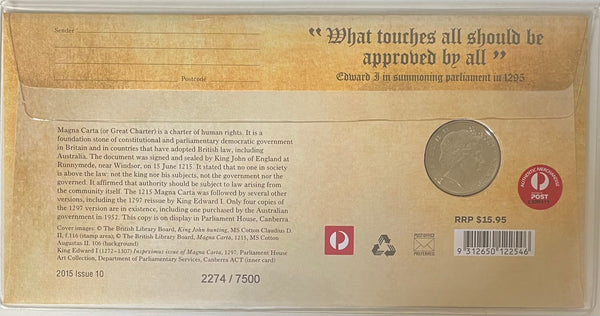 Sender
Postcode
"What touches all should be
approved by all"
Edward I in summoning parliament in 1295
Magna Carta (or Great Charter) is a charter of human rights. It is a
foundation stone of constitutional and parliamentary democratic government
in Britain and in countries that have adopted British law, including
Australia. The document was signed and sealed by King John of England at
Runnymede, near Windsor, on 15 June 1215. It stated that no one in society
is above the law: not the king nor his subjects, not the government nor the
governed. It affirmed that authority should be subject to law arising from
the community itself. The 1215 Magna Carta was followed by several other
versions, including the 1297 reissue by King Edward I. Only four copies of
the 1297 version are in existence, including one purchased by the Australian
government in 1952. This copy is on display in Parliament House, Canberra.
Cover images: © The British Library Board, King John hunting, MS Cotton Claudius D.
II, f.116 (stamp area); © The British Library Board, Magna Carta, 1215, MS Cotton
Augustus II. 106 (background)
King Edward I (1272–1307) Inspeximus issue of Magna Carta, 1297. Parliament House
Art Collection, Department of Parliamentary Services, Canberra ACT (inner card)
2015 Issue 10
2274 / 7500
AUTHENTIC MERCHANDISE
POST
RRP $15.95
POST OFFICE
PREFERRED
9 312650 122546